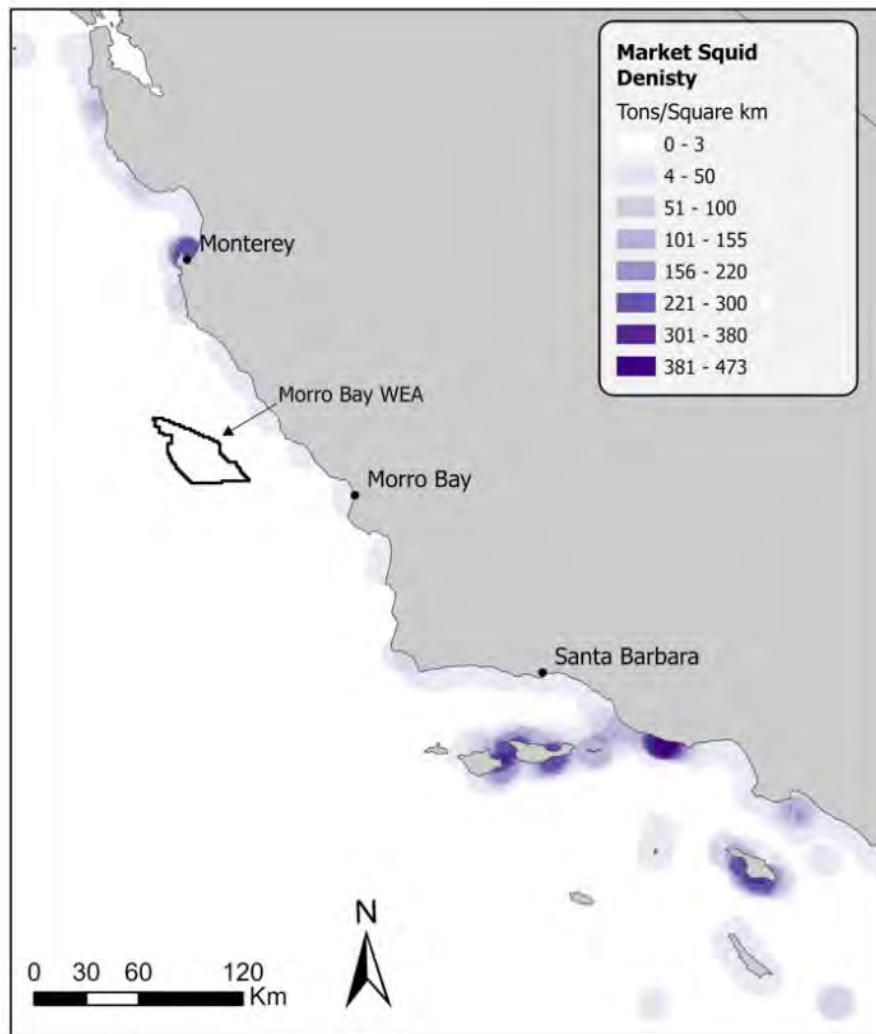 Market Squid
Denisty
Tons/Square km
0 - 3
4 - 50
51 - 100
101 - 155
156 - 220
221 - 300
301 - 380
381 - 473
Monterey
Morro Bay WEA
Morro Bay
Santa Barbara
N
0 30 60 120
Km